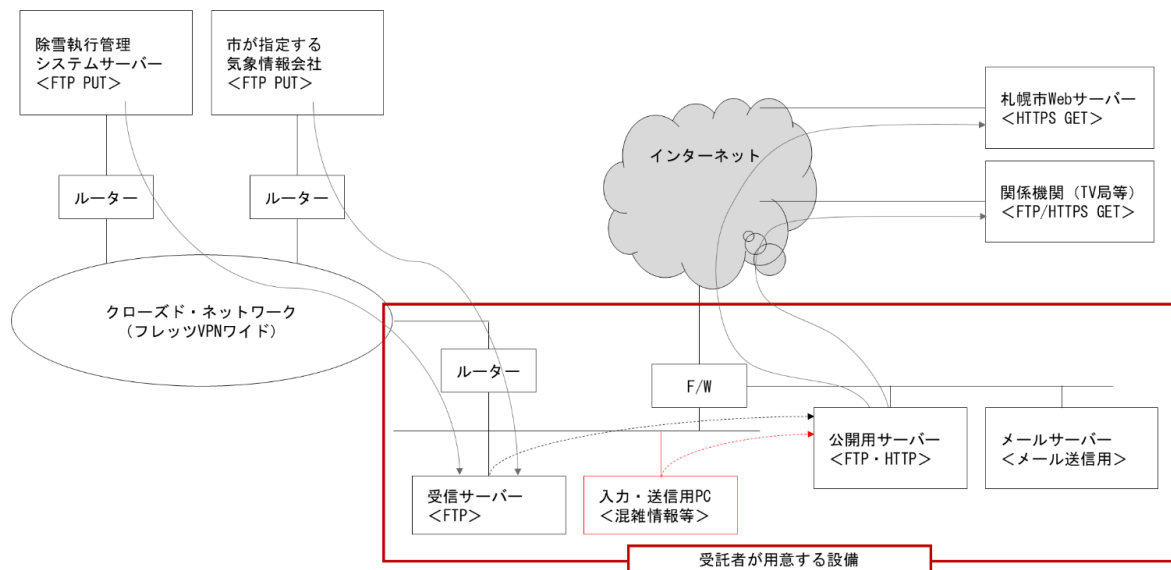 除雪執行管理
システムサーバー
＜FTP PUT＞
市が指定する
気象情報会社
＜FTP PUT＞
札幌市Webサーバー
＜HTTPS GET＞
インターネット
関係機関（TV局等）
＜FTP/HTTPS GET＞
ルーター
ルーター
クローズド・ネットワーク
（フレッツVPNワイド）
ルーター
F/W
公開用サーバー
＜FTP・HTTP＞
メールサーバー
＜メール送信用＞
受信サーバー
＜FTP＞
入力・送信用PC
＜混雑情報等＞
受託者が用意する設備